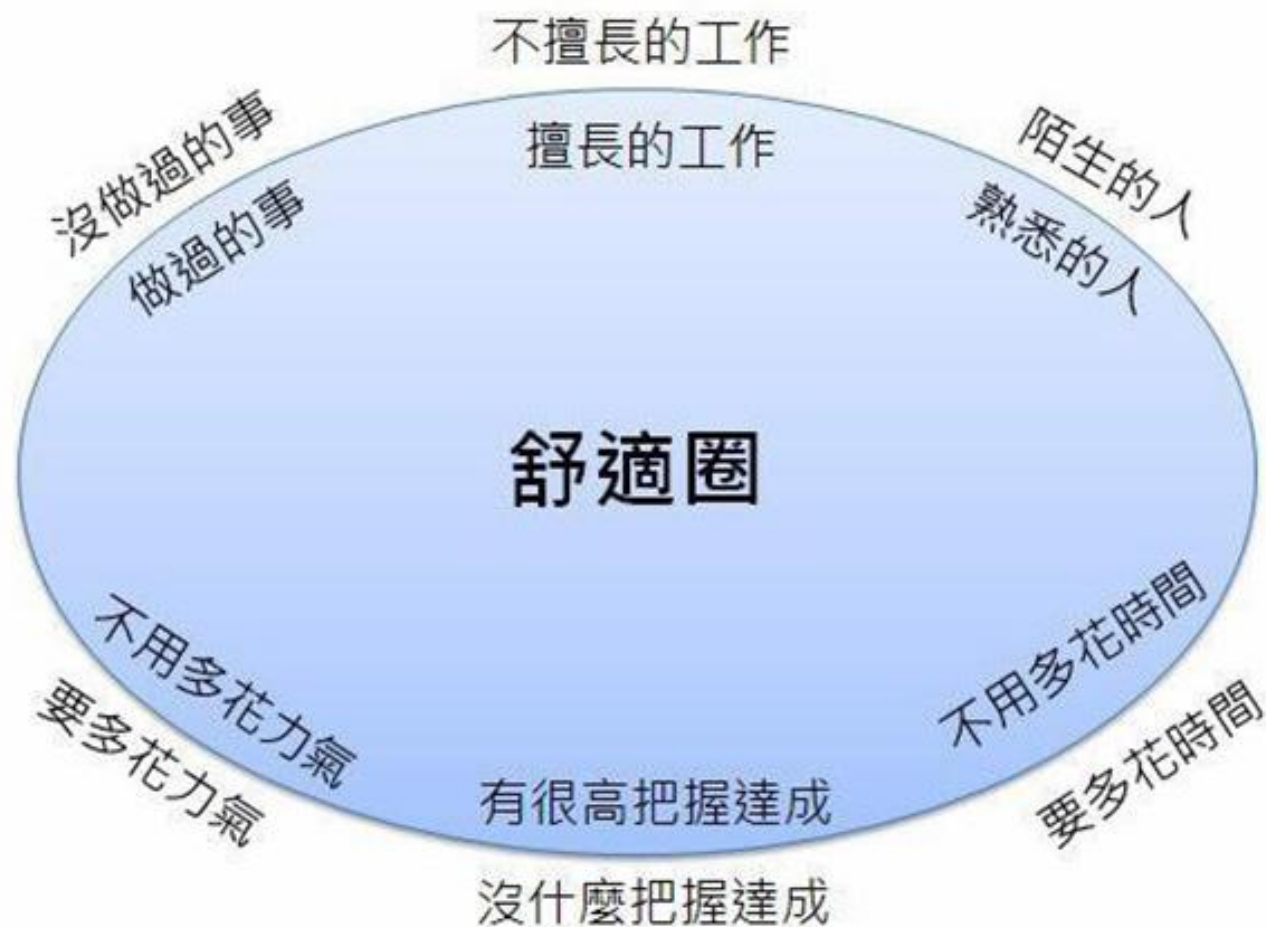 不擅長的工作
擅長的工作
沒做過的事
做過的事
陌生的人
熟悉的人
舒適圈
不用多花力氣
要多花力氣
不用多花時間
要多花時間
有很高把握達成
沒什麼把握達成